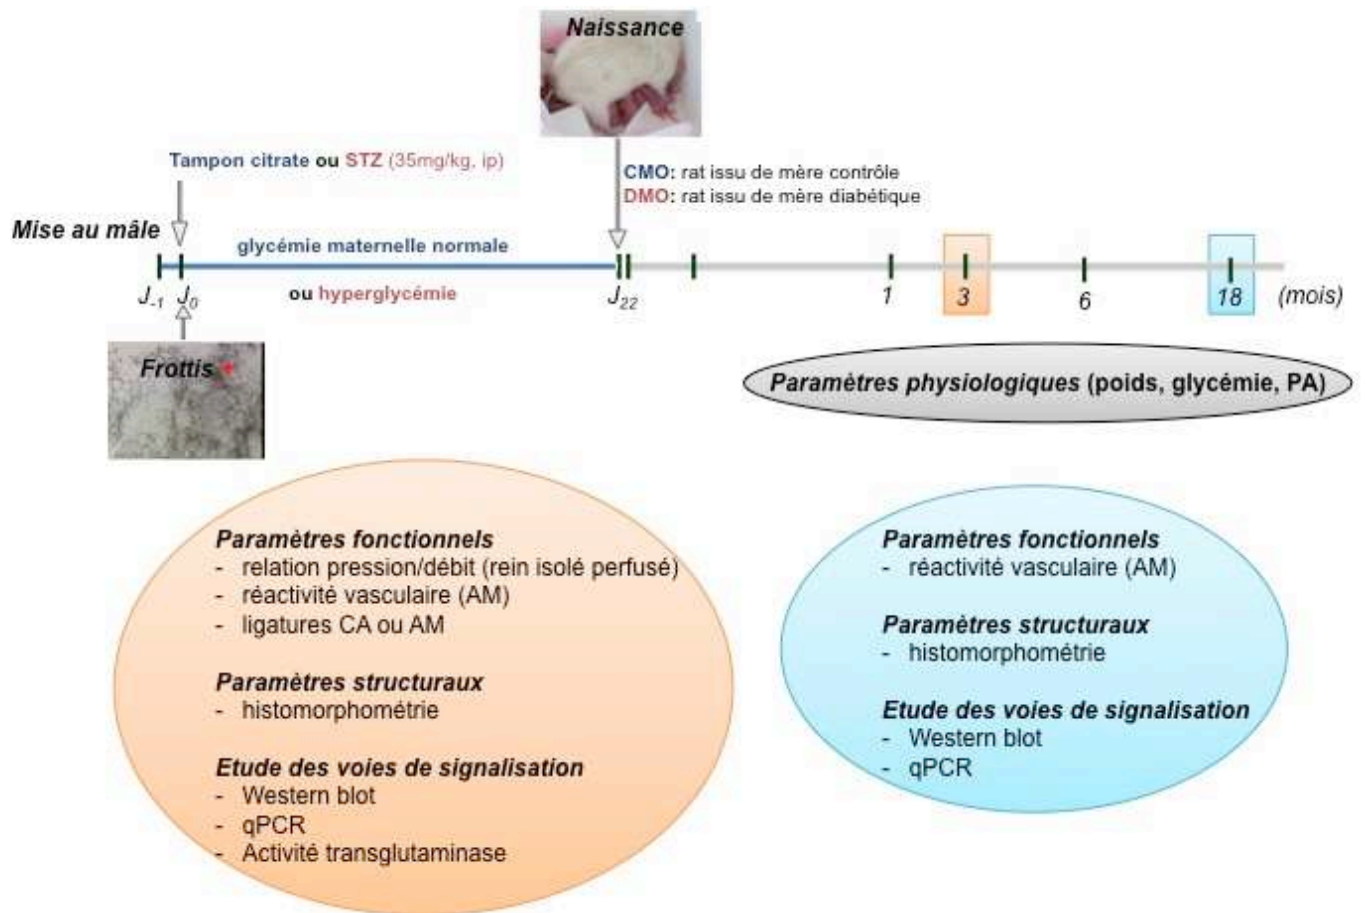 Naissance
Tampon citrate ou STZ (35mg/kg, ip)
CMO: rat issu de mère contrôle
DMO: rat issu de mère diabétique
Mise au mâle
glycémie maternelle normale
ou hyperglycémie
J-1 J0 J22 1 3 6 18 (mois)
Frottis +
Paramètres physiologiques (poids, glycémie, PA)
Paramètres fonctionnels
- relation pression/débit (rein isolé perfusé)
- réactivité vasculaire (AM)
- ligatures CA ou AM
Paramètres structuraux
- histomorphométrie
Etude des voies de signalisation
- Western blot
- qPCR
- Activité transglutaminase
Paramètres fonctionnels
- réactivité vasculaire (AM)
Paramètres structuraux
- histomorphométrie
Etude des voies de signalisation
- Western blot
- qPCR